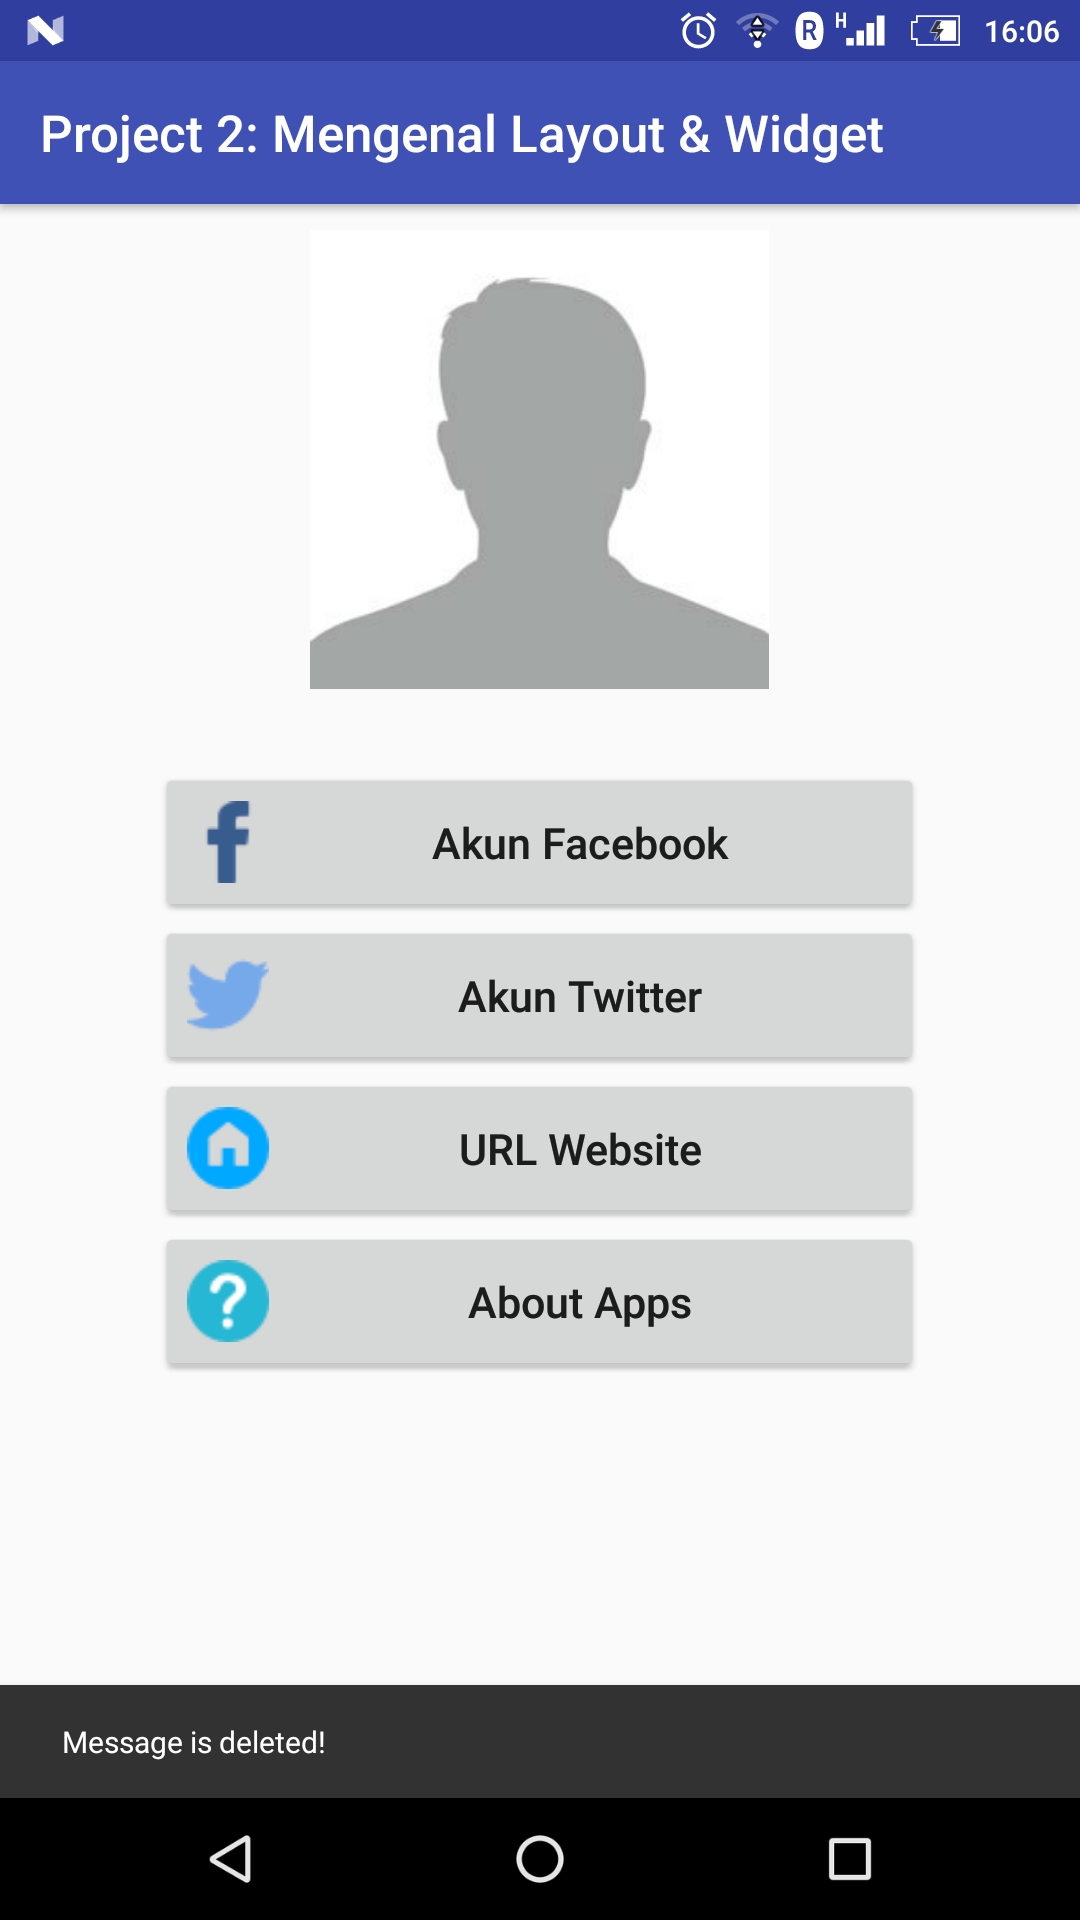 R H 16:06
Project 2: Mengenal Layout & Widget
Akun Facebook
Akun Twitter
URL Website
About Apps
Message is deleted!